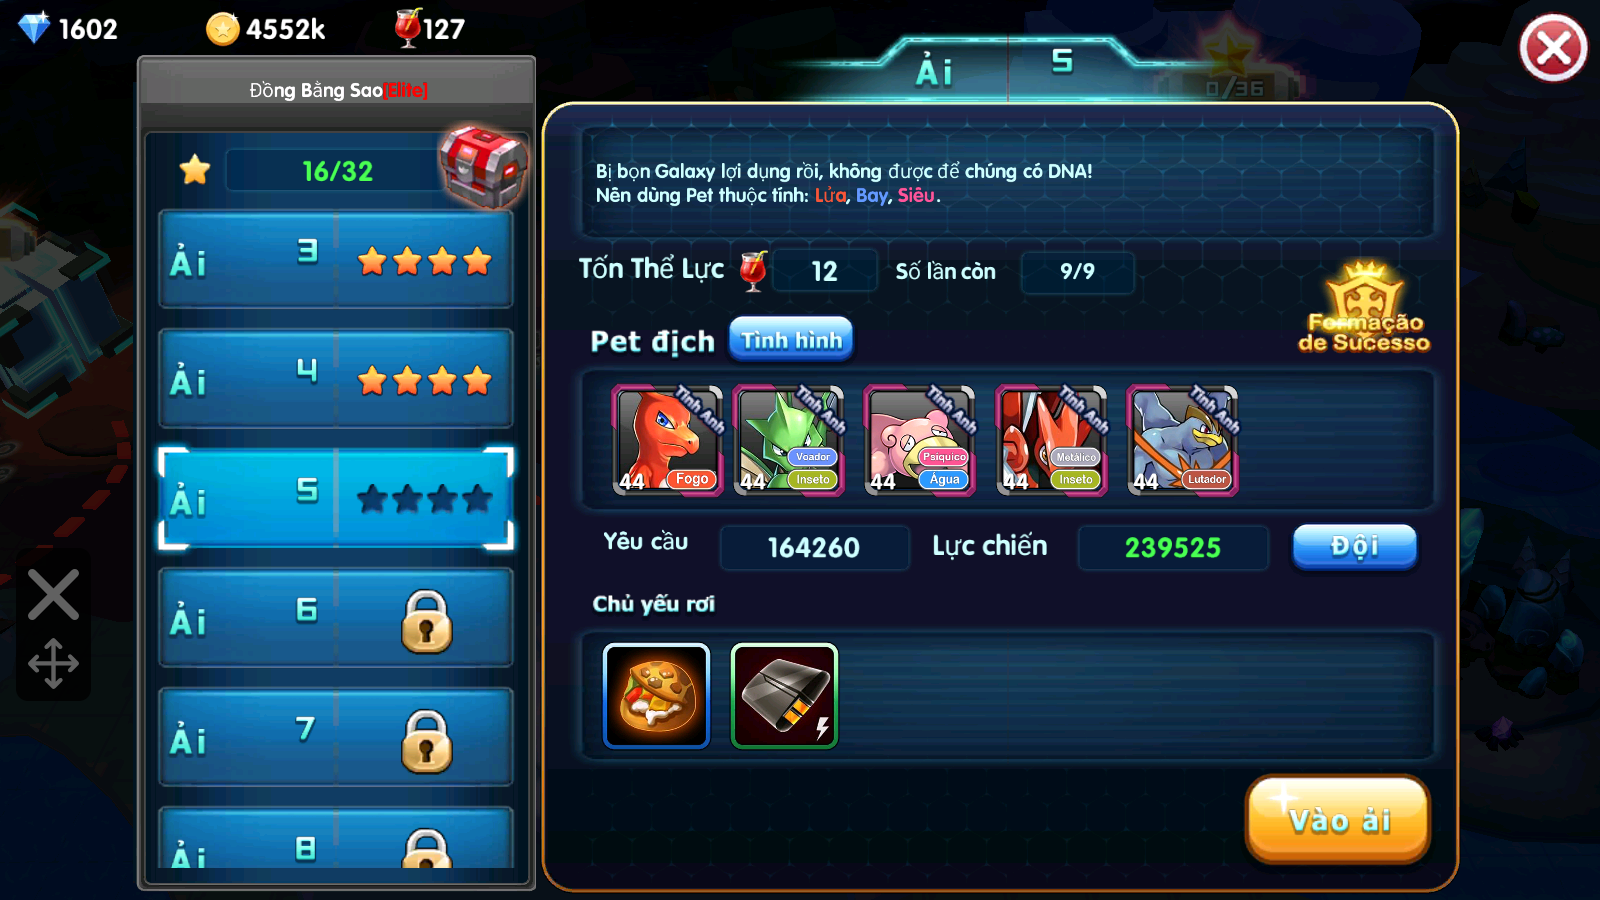 1602
4552k
127
Đồng Bằng Sao[Elite]
16/32
Ải 3
Ải 4
Ải 5
Ải 6
Ải 7
Ải 8
Ải 5
0/36
Bị bọn Galaxy lợi dụng rồi, không được để chúng có DNA!
Nên dùng Pet thuộc tính: Lửa, Bay, Siêu.
Tốn Thể Lực 12 Số lần còn 9/9
Formação
de Sucesso
Pet địch Tình hình
Tinh Anh 44 Fogo
Tinh Anh 44 Voador Inseto
Tinh Anh 44 Psíquico Água
Tinh Anh 44 Metálico Inseto
Tinh Anh 44 Lutador
Yêu cầu 164260 Lực chiến 239525 Đội
Chủ yếu rơi
Vào ải